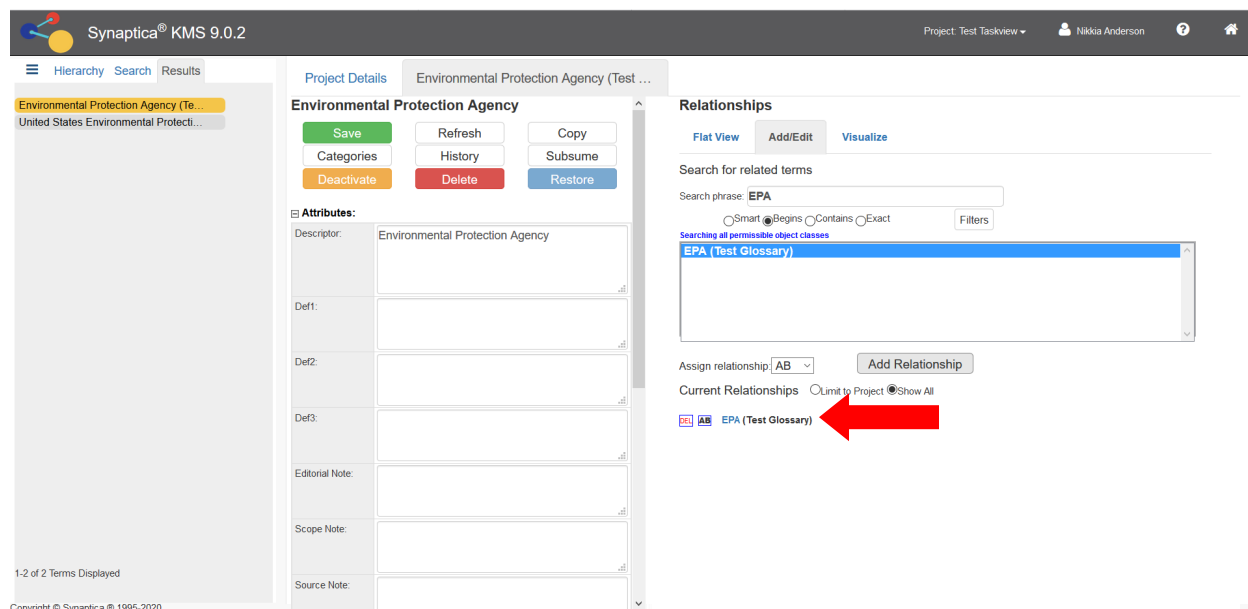 Synaptica® KMS 9.0.2
Project: Test Taskview
Nikkia Anderson
?
Hierarchy Search Results
Environmental Protection Agency (Te...
United States Environmental Protecti...
1-2 of 2 Terms Displayed
Copyright © Synaptica ® 1995-2020
Project Details
Environmental Protection Agency (Test ...
Environmental Protection Agency
Save Refresh Copy
Categories History Subsume
Deactivate Delete Restore
Attributes:
Descriptor: Environmental Protection Agency
Def1:
Def2:
Def3:
Editorial Note:
Scope Note:
Source Note:
Relationships
Flat View Add/Edit Visualize
Search for related terms
Search phrase: EPA
Smart Begins Contains Exact Filters
Searching all permissible object classes
EPA (Test Glossary)
Assign relationship: AB Add Relationship
Current Relationships Limit to Project Show All
DEL AB EPA (Test Glossary)